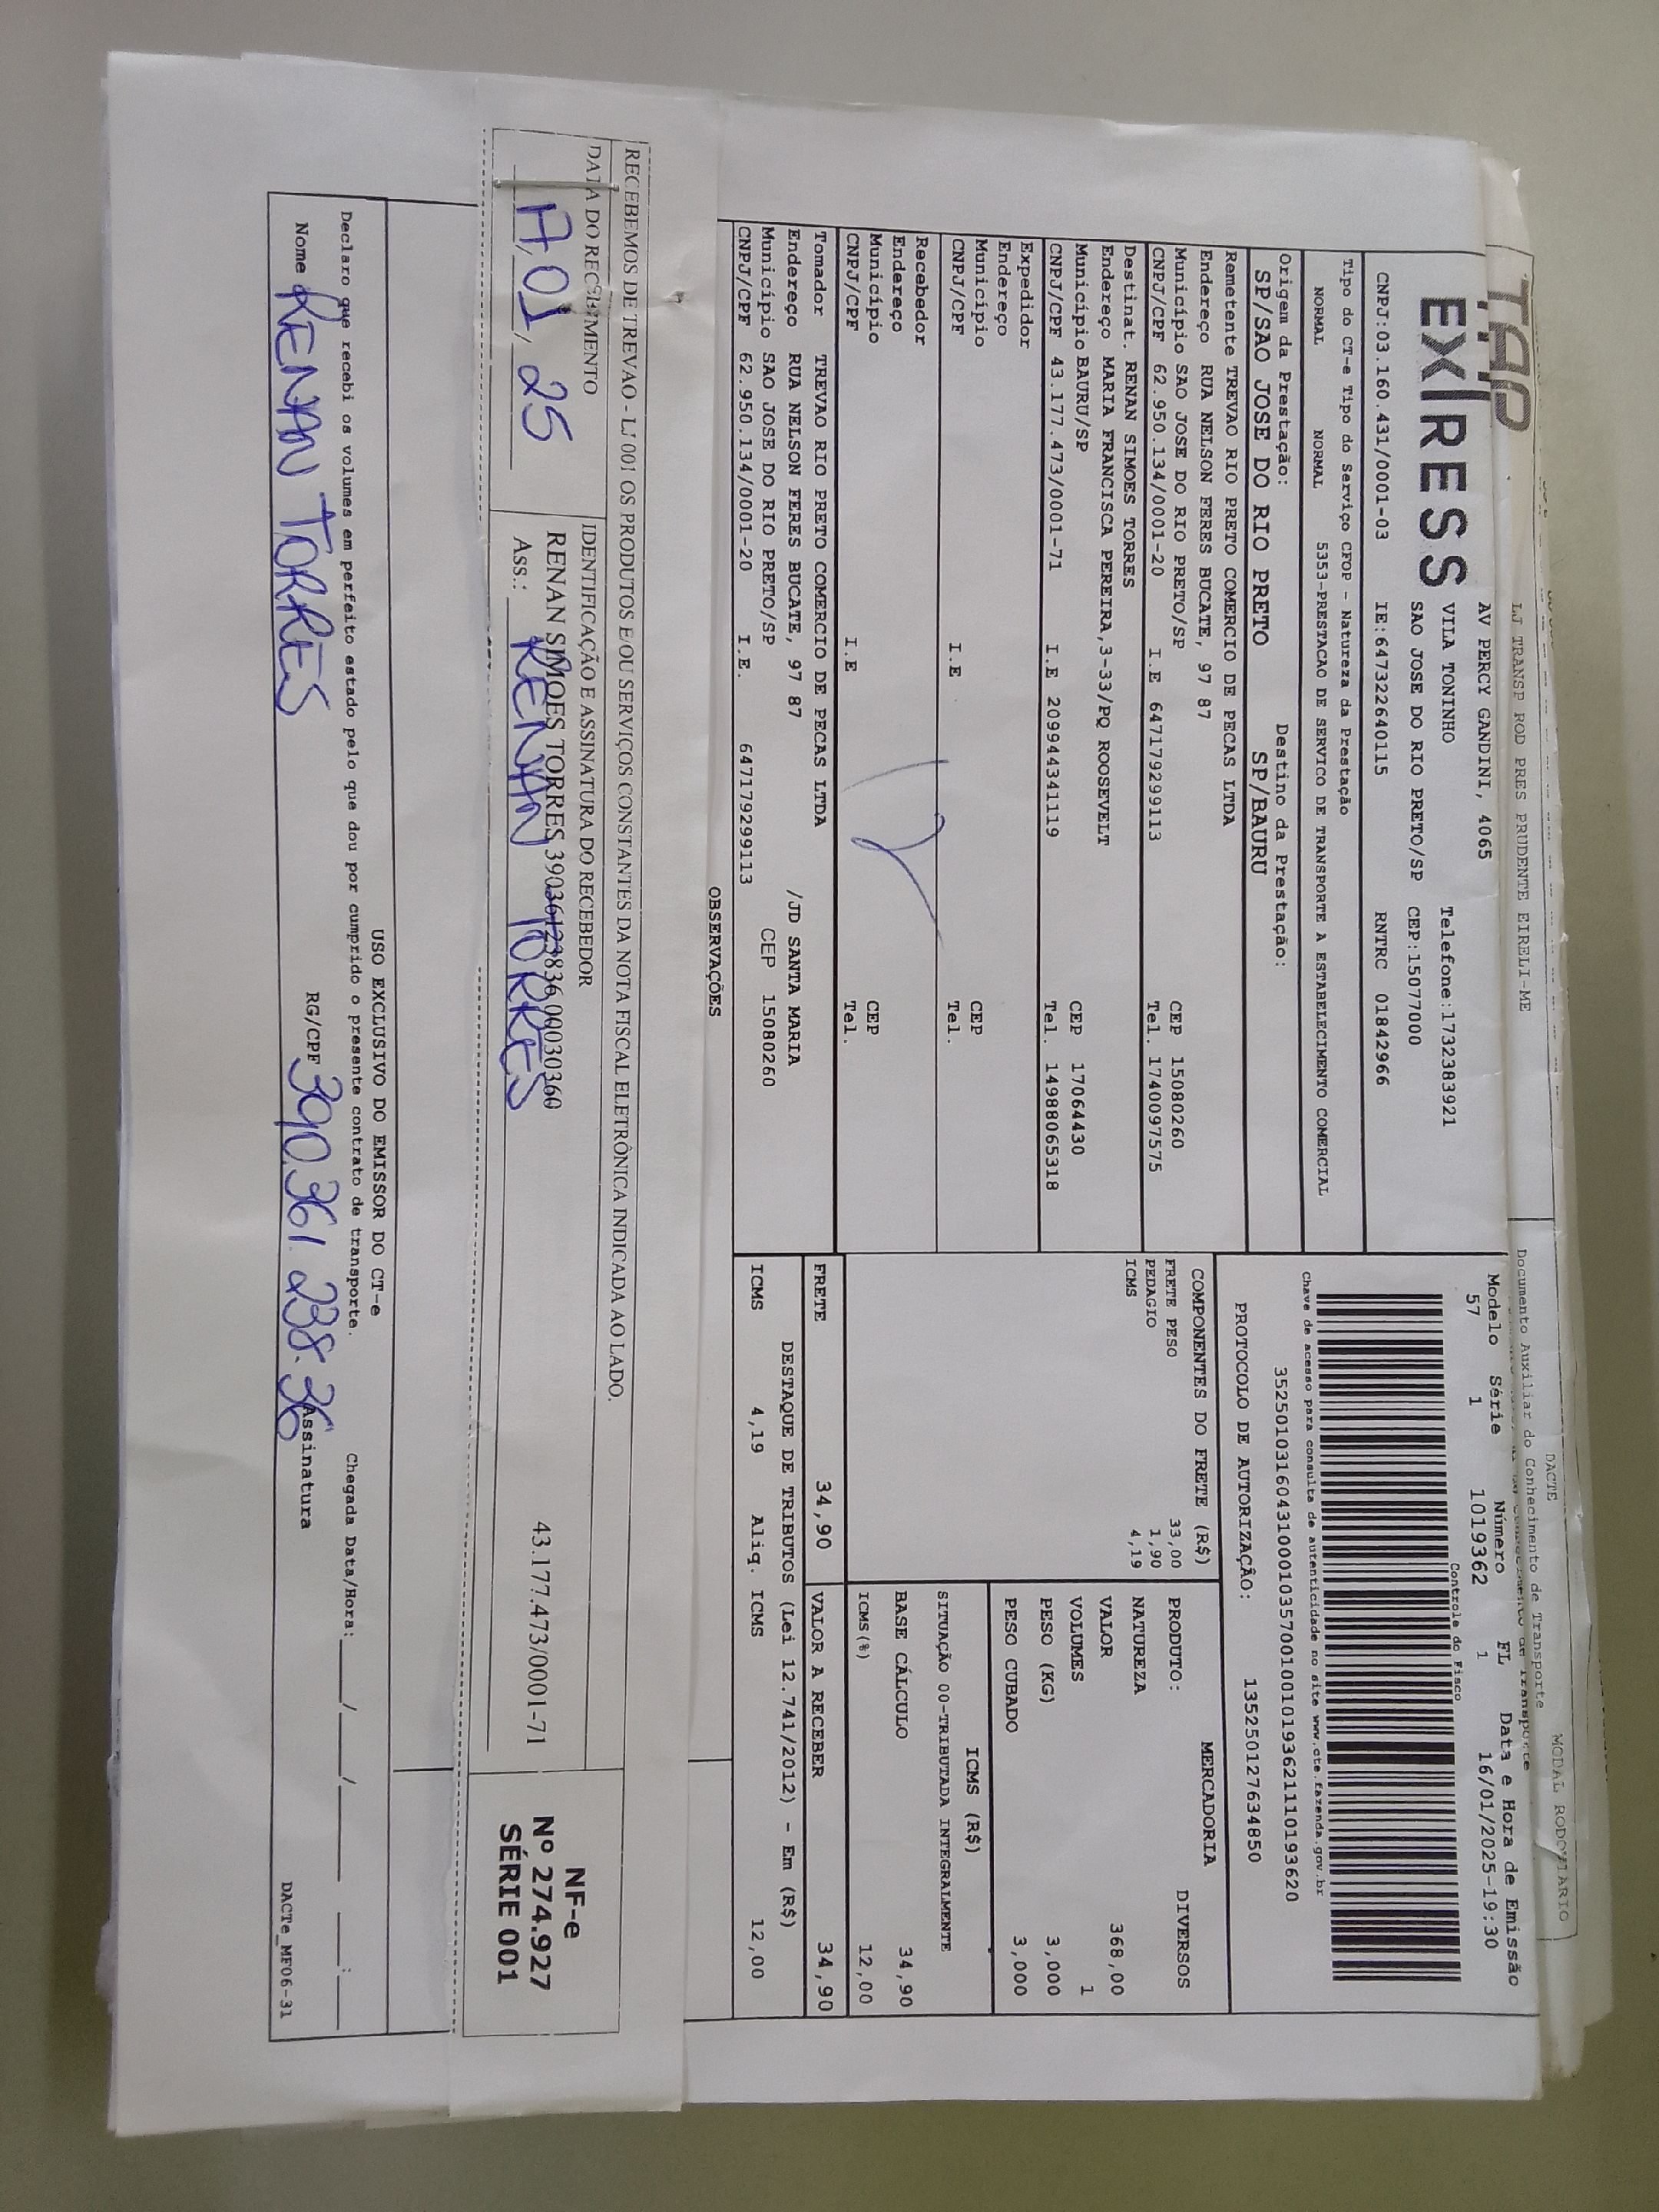 DACTE
MODAL RODOVIARIO
LJ TRANSP ROD PRES PRUDENTE EIRELI-ME
Documento Auxiliar do Conhecimento de Transporte
TAP
EXPRESS
AV PERCY GANDINI, 4065
VILA TONINHO Telefone:1732383921
SAO JOSE DO RIO PRETO/SP CEP:15077000
CNPJ:03.160.431/0001-03 IE:647322640115 RNTRC 01842966
Modelo Série Número FL Data e Hora de Emissão
57 1 1019362 1 16/01/2025-19:30
Controle do Fisco
Chave de acesso para consulta de autenticidade no site www.cte.fazenda.gov.br
35250103160431000103570010010193621110193620
PROTOCOLO DE AUTORIZAÇÃO: 135250127634850
Tipo do CT-e Tipo do Serviço CFOP - Natureza da Prestação
NORMAL NORMAL 5353-PRESTACAO DE SERVICO DE TRANSPORTE A ESTABELECIMENTO COMERCIAL
Origem da Prestação: Destino da Prestação:
SP/SAO JOSE DO RIO PRETO SP/BAURU
Remetente TREVAO RIO PRETO COMERCIO DE PECAS LTDA
Endereço RUA NELSON FERES BUCATE, 97 87
Município SAO JOSE DO RIO PRETO/SP CEP 15080260
CNPJ/CPF 62.950.134/0001-20 I.E 647179299113 Tel. 1740097575
Destinat. RENAN SIMOES TORRES
Endereço MARIA FRANCISCA PEREIRA,3-33/PQ ROOSEVELT
Município BAURU/SP CEP 17064430
CNPJ/CPF 43.177.473/0001-71 I.E 209944341119 Tel. 14988065318
Expedidor
Endereço
Município CEP
CNPJ/CPF I.E Tel.
Recebedor
Endereço
Município CEP
CNPJ/CPF I.E Tel.
Tomador TREVAO RIO PRETO COMERCIO DE PECAS LTDA
Endereço RUA NELSON FERES BUCATE, 97 87 /JD SANTA MARIA
Município SAO JOSE DO RIO PRETO/SP CEP 15080260
CNPJ/CPF 62.950.134/0001-20 I.E. 647179299113
COMPONENTES DO FRETE (R$)
FRETE PESO 33,00
PEDAGIO 1,90
ICMS 4,19
MERCADORIA
PRODUTO: DIVERSOS
NATUREZA
VALOR 368,00
VOLUMES 1
PESO (KG) 3,000
PESO CUBADO 3,000
ICMS (R$)
SITUAÇÃO 00-TRIBUTADA INTEGRALMENTE
BASE CÁLCULO 34,90
ICMS(%) 12,00
FRETE 34,90 VALOR A RECEBER 34,90
DESTAQUE DE TRIBUTOS (Lei 12.741/2012) - Em (R$)
ICMS 4,19 Aliq. ICMS 12,00
OBSERVAÇÕES
RECEBEMOS DE TREVAO - LJ 001 OS PRODUTOS E/OU SERVIÇOS CONSTANTES DA NOTA FISCAL ELETRÔNICA INDICADA AO LADO.
DATA DO RECEBIMENTO IDENTIFICAÇÃO E ASSINATURA DO RECEBEDOR
17/01/25
RENAN SIMOES TORRES 39036123836 00030360 43.177.473/0001-71
Ass.: RENAN TORRES
NF-e
Nº 274.927
SÉRIE 001
USO EXCLUSIVO DO EMISSOR DO CT-e
Declaro que recebi os volumes em perfeito estado pelo que dou por cumprido o presente contrato de transporte. Chegada Data/Hora:___/___/___ __:__
Nome RENAN TORRES RG/CPF 390.361.238.36 Assinatura
DACTe_MF06-31